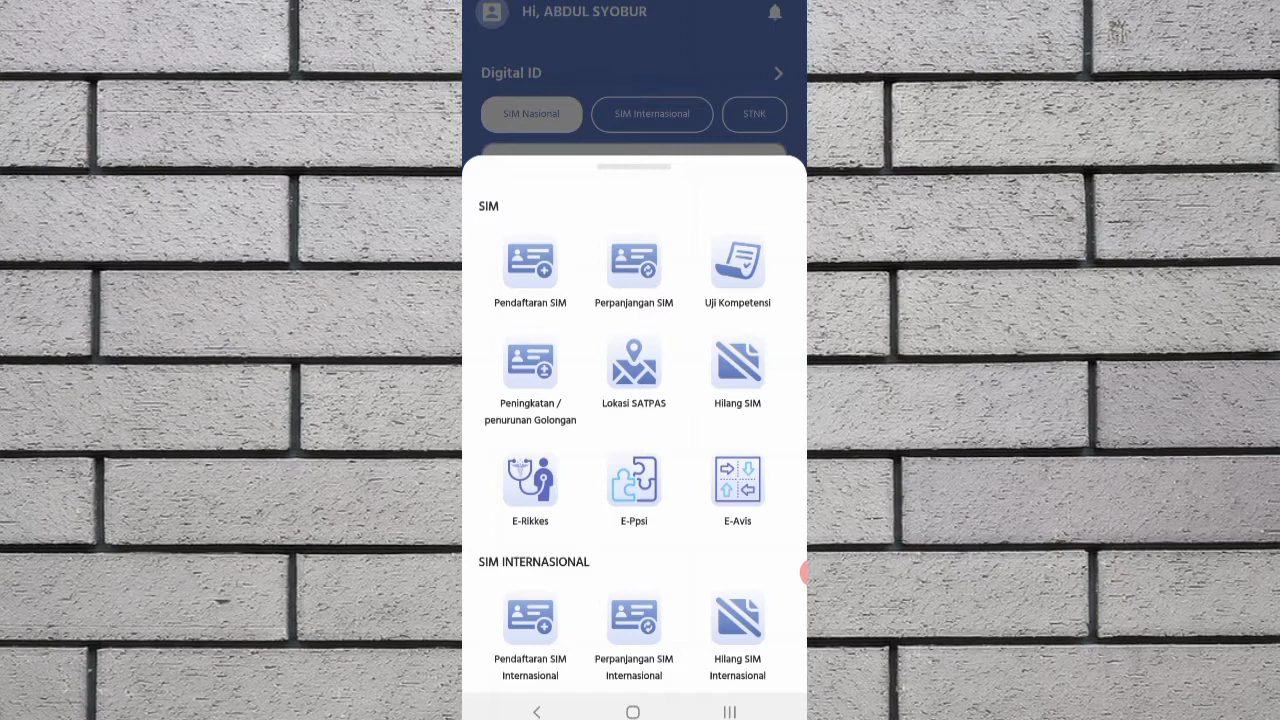 Hi, ABDUL SYOBUR
Digital ID
SIM Nasional
SIM Internasional
STNK
SIM
Pendaftaran SIM
Perpanjangan SIM
Uji Kompetensi
Peningkatan /
penurunan Golongan
Lokasi SATPAS
Hilang SIM
E-Rikkes
E-Ppsi
E-Avis
SIM INTERNASIONAL
Pendaftaran SIM
Internasional
Perpanjangan SIM
Internasional
Hilang SIM
Internasional